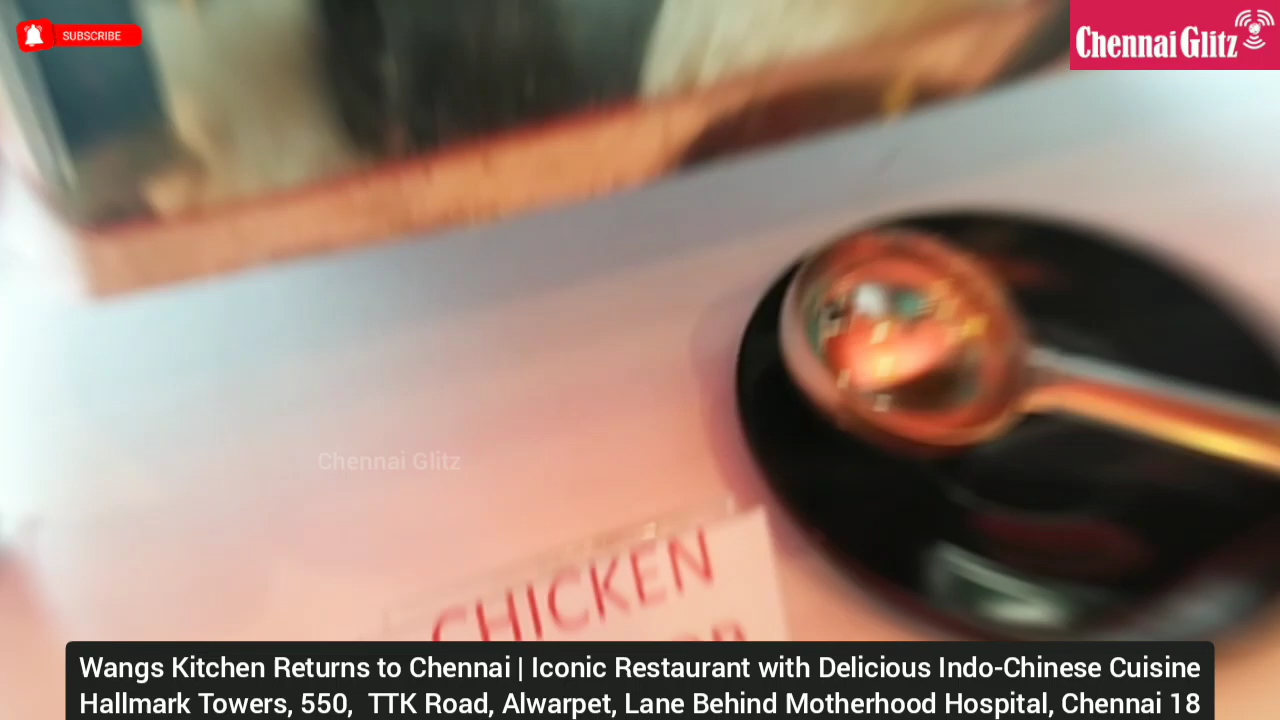 SUBSCRIBE
Chennai Glitz
Chennai Glitz
CHICKEN
Wangs Kitchen Returns to Chennai | Iconic Restaurant with Delicious Indo-Chinese Cuisine
Hallmark Towers, 550, TTK Road, Alwarpet, Lane Behind Motherhood Hospital, Chennai 18